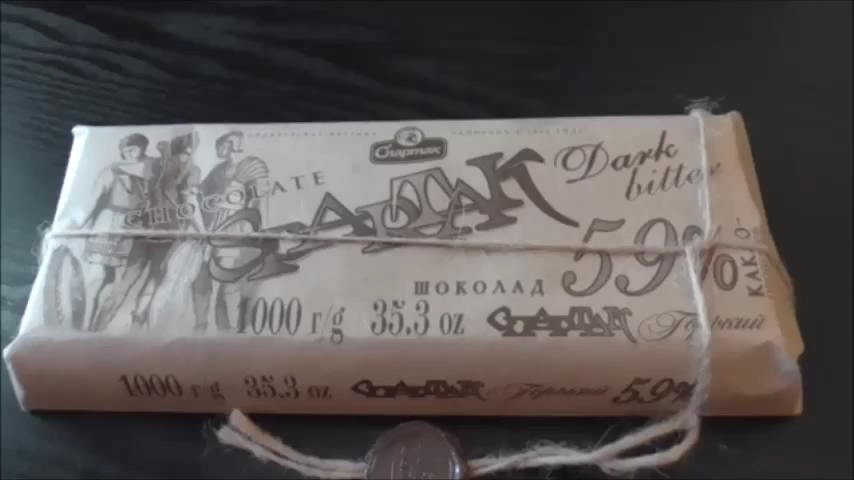 Спартак
CHOCOLATE
SPARTAK
Dark
bitter
59%
КАКАО
ШОКОЛАД
1000 г/g 35.3 oz СПАРТАК Горький
1000 г/g 35.3 oz СПАРТАК Горький 59%